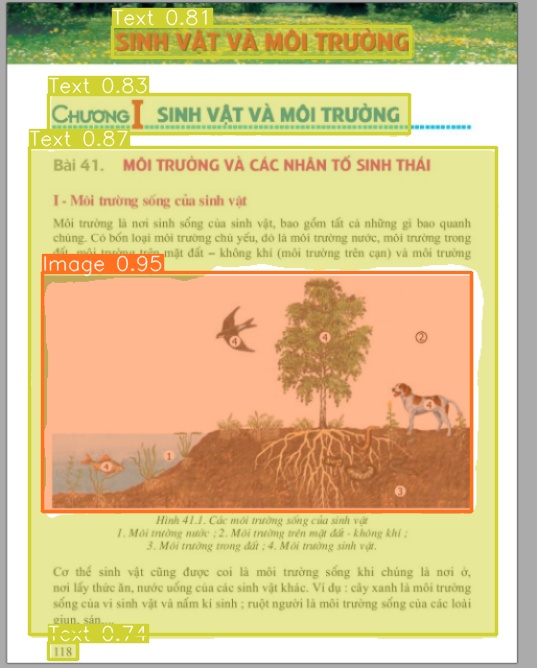 Text 0.81
SINH VẬT VÀ MÔI TRƯỜNG
Text 0.83
CHƯƠNG I SINH VẬT VÀ MÔI TRƯỜNG
Text 0.87
Bài 41. MÔI TRƯỜNG VÀ CÁC NHÂN TỐ SINH THÁI
I - Môi trường sống của sinh vật
Môi trường là nơi sinh sống của sinh vật, bao gồm tất cả những gì bao quanh
chúng. Có bốn loại môi trường chủ yếu, đó là môi trường nước, môi trường trong
đất, môi trường trên mặt đất – không khí (môi trường trên cạn) và môi trường
Image 0.95
4
4
2
4
1
4
3
Hình 41.1. Các môi trường sống của sinh vật
1. Môi trường nước ; 2. Môi trường trên mặt đất - không khí ;
3. Môi trường trong đất ; 4. Môi trường sinh vật.
Cơ thể sinh vật cũng được coi là môi trường sống khi chúng là nơi ở,
nơi lấy thức ăn, nước uống của các sinh vật khác. Ví dụ : cây xanh là môi trường
sống của vi sinh vật và nấm kí sinh ; ruột người là môi trường sống của các loài
giun, sán,...
Text 0.74
118